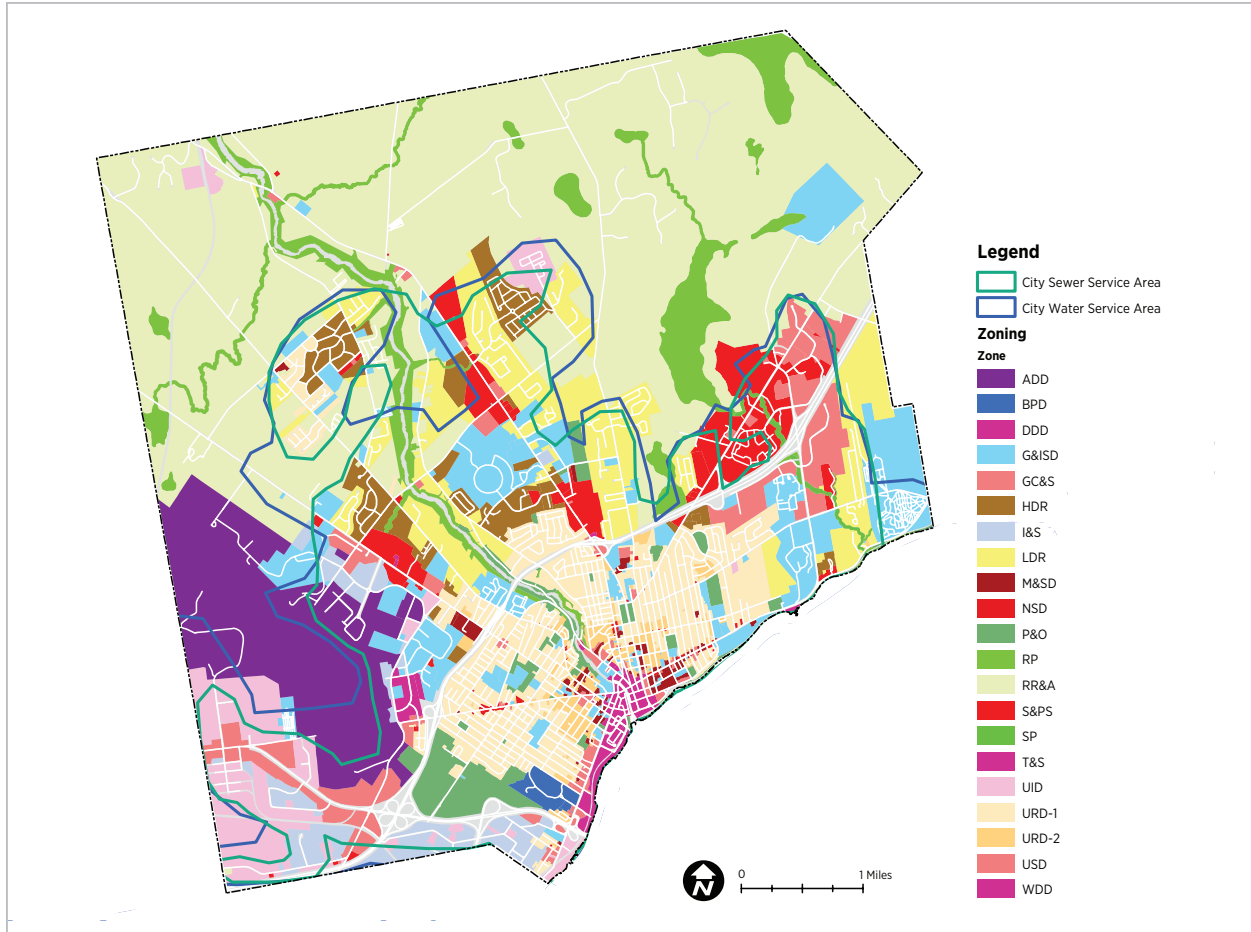 Legend
City Sewer Service Area
City Water Service Area
Zoning
Zone
ADD
BPD
DDD
G&ISD
GC&S
HDR
I&S
LDR
M&SD
NSD
P&O
RP
RR&A
S&PS
SP
T&S
UID
URD-1
URD-2
USD
WDD
N
0 1 Miles